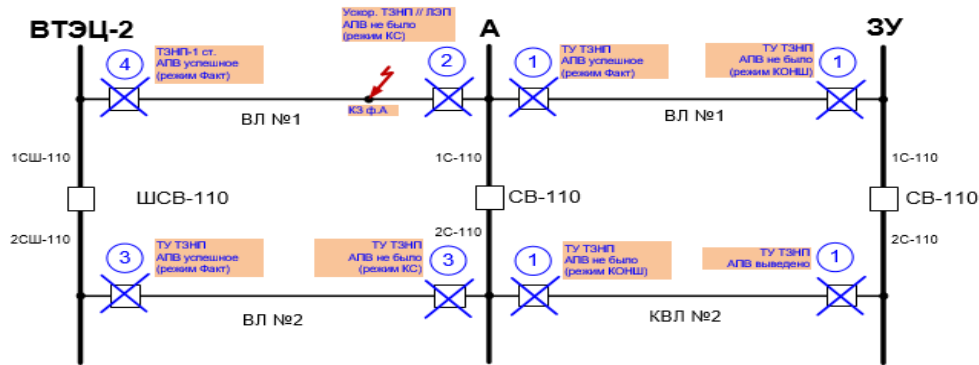 ВТЭЦ-2
А
ЗУ
4
ТЗНП-1 ст.
АПВ успешное
(режим Факт)
Ускор. ТЗНП // ЛЭП
АПВ не было
(режим КС)
2
1
ТУ ТЗНП
АПВ успешное
(режим Факт)
ТУ ТЗНП
АПВ не было
(режим КОНШ)
1
КЗ ф.А
ВЛ №1
ВЛ №1
1СШ-110
1С-110
1С-110
ШСВ-110
СВ-110
СВ-110
2СШ-110
2С-110
2С-110
3
ТУ ТЗНП
АПВ успешное
(режим Факт)
ТУ ТЗНП
АПВ не было
(режим КС)
3
1
ТУ ТЗНП
АПВ не было
(режим КОНШ)
ТУ ТЗНП
АПВ выведено
1
ВЛ №2
КВЛ №2